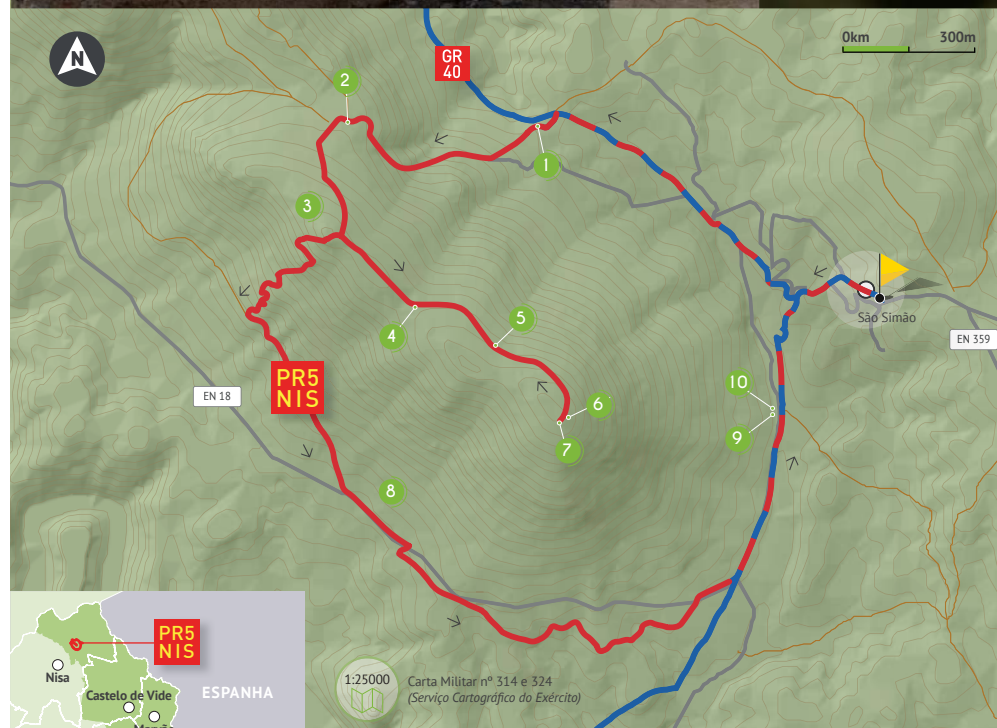 N
GR
40
0km 300m
2
1
3
São Simão
4
5
EN 359
PR5
NIS
EN 18
10
6
9
7
8
PR5
NIS
Nisa
Castelo de Vide
ESPANHA
1:25000
Carta Militar nº 314 e 324
(Serviço Cartográfico do Exército)